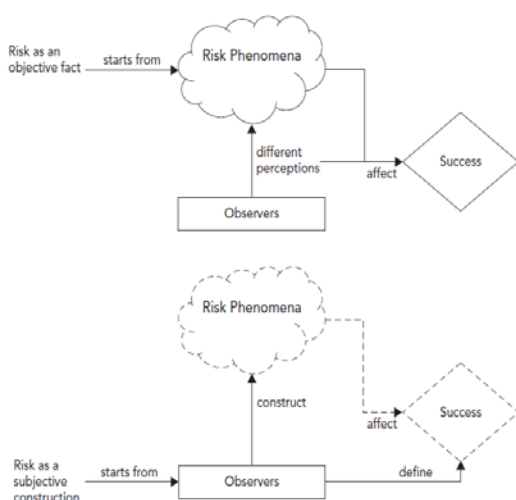 Risk as an
objective fact
starts from
Risk Phenomena
different
perceptions
affect
Success
Observers
Risk Phenomena
construct
affect
Success
Risk as a
subjective
construction
starts from
Observers
define